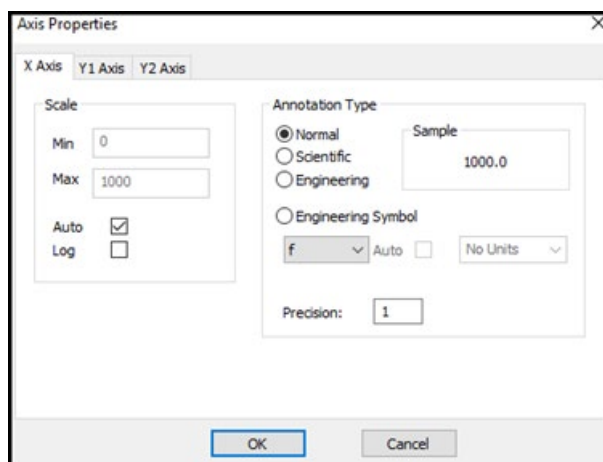 Axis Properties
X Axis Y1 Axis Y2 Axis
Scale
Min 0
Max 1000
Auto
Log
Annotation Type
Normal
Scientific
Engineering
Sample
1000.0
Engineering Symbol
f Auto No Units
Precision: 1
OK Cancel